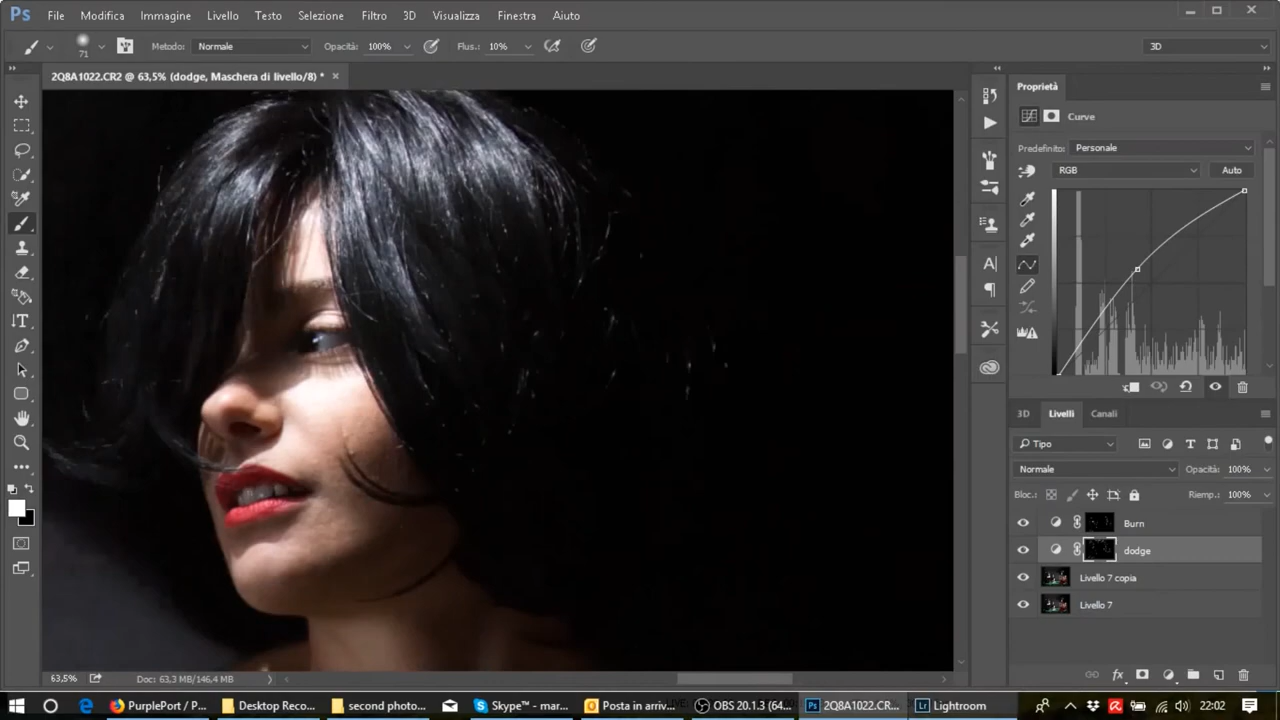 Ps File Modifica Immagine Livello Testo Selezione Filtro 3D Visualizza Finestra Aiuto
71 Metodo: Normale Opacità: 100% Flus.: 10% 3D
2Q8A1022.CR2 @ 63,5% (dodge, Maschera di livello/8) * ×
Proprietà
Curve
Predefinito: Personale
RGB Auto
3D Livelli Canali
Tipo
Normale Opacità: 100%
Bloc.: Riemp.: 100%
Burn
dodge
Livello 7 copia
Livello 7
63,5% Doc: 63,3 MB/146,4 MB
PurplePort / P... Desktop Reco... second photo... Skype™ - mar... Posta in arriv... OBS 20.1.3 (64... 2Q8A1022.CR... Lightroom 22:02